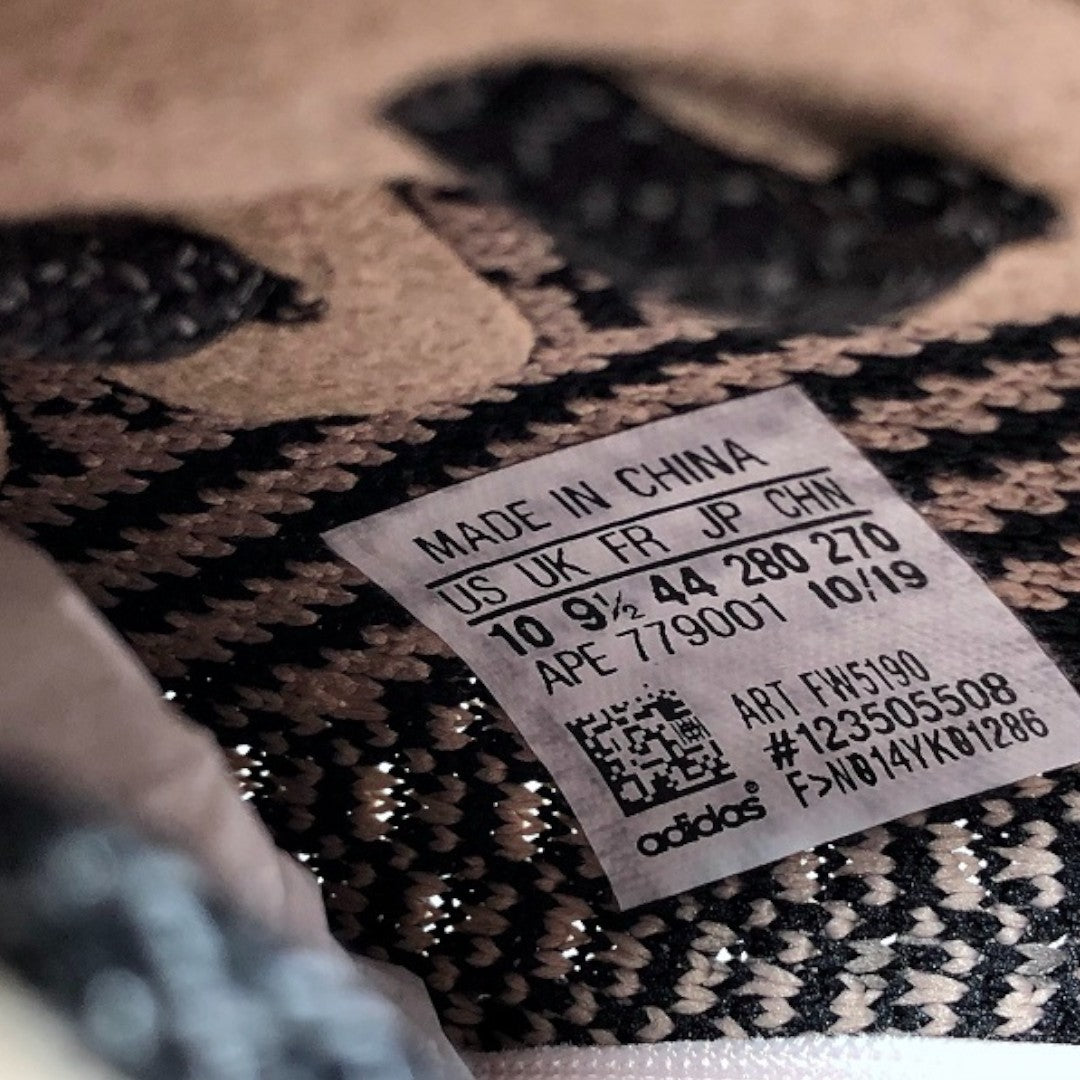 MADE IN CHINA
US UK FR JP CHN
10 9½ 44 280 270
APE 779001 10/19
ART FW5190
#123505508
F>N014YK01286
adidas®